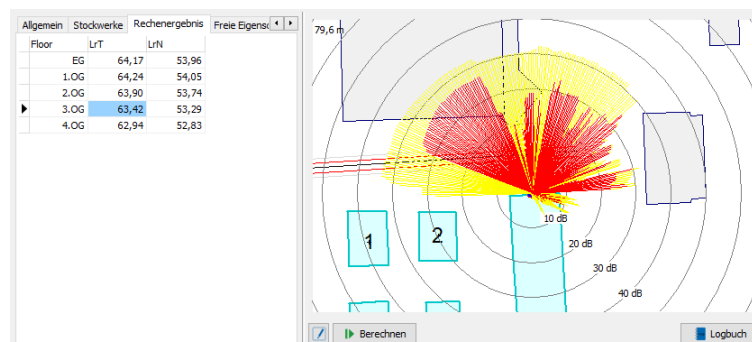 Allgemein Stockwerke Rechenergebnis Freie Eigensc
Floor LrT LrN
EG 64,17 53,96
1.OG 64,24 54,05
2.OG 63,90 53,74
3.OG 63,42 53,29
4.OG 62,94 52,83
79,6 m
10 dB
20 dB
30 dB
40 dB
1
2
Berechnen
Logbuch